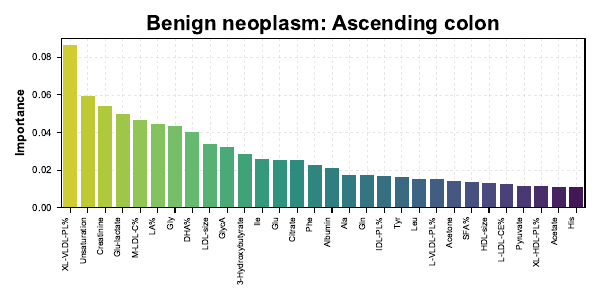 Benign neoplasm: Ascending colon
Importance
0.08
0.06
0.04
0.02
0.00
XL-VLDL-PL%
Unsaturation
Creatinine
Glu-lactate
M-LDL-C%
LA%
Gly
DHA%
LDL-size
GlycA
3-Hydroxybutyrate
Ile
Glu
Citrate
Phe
Albumin
Ala
Gln
IDL-PL%
Tyr
Leu
L-VLDL-PL%
Acetone
SFA%
HDL-size
L-LDL-CE%
Pyruvate
XL-HDL-PL%
Acetate
His